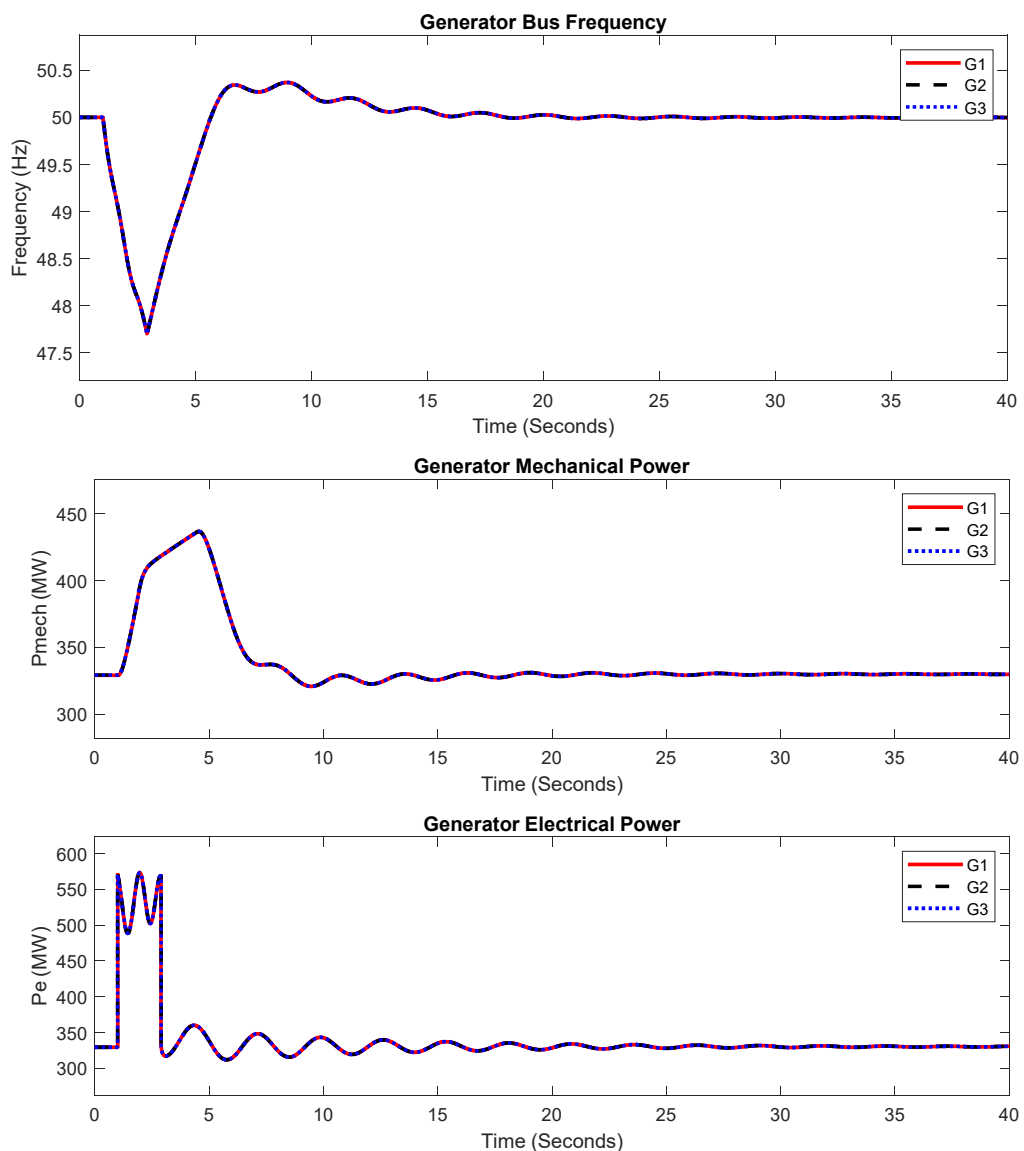 Generator Bus Frequency
Frequency (Hz)
50.5
50
49.5
49
48.5
48
47.5
G1
G2
G3
0 5 10 15 20 25 30 35 40
Time (Seconds)
Generator Mechanical Power
Pmech (MW)
450
400
350
300
G1
G2
G3
0 5 10 15 20 25 30 35 40
Time (Seconds)
Generator Electrical Power
Pe (MW)
600
550
500
450
400
350
300
G1
G2
G3
0 5 10 15 20 25 30 35 40
Time (Seconds)